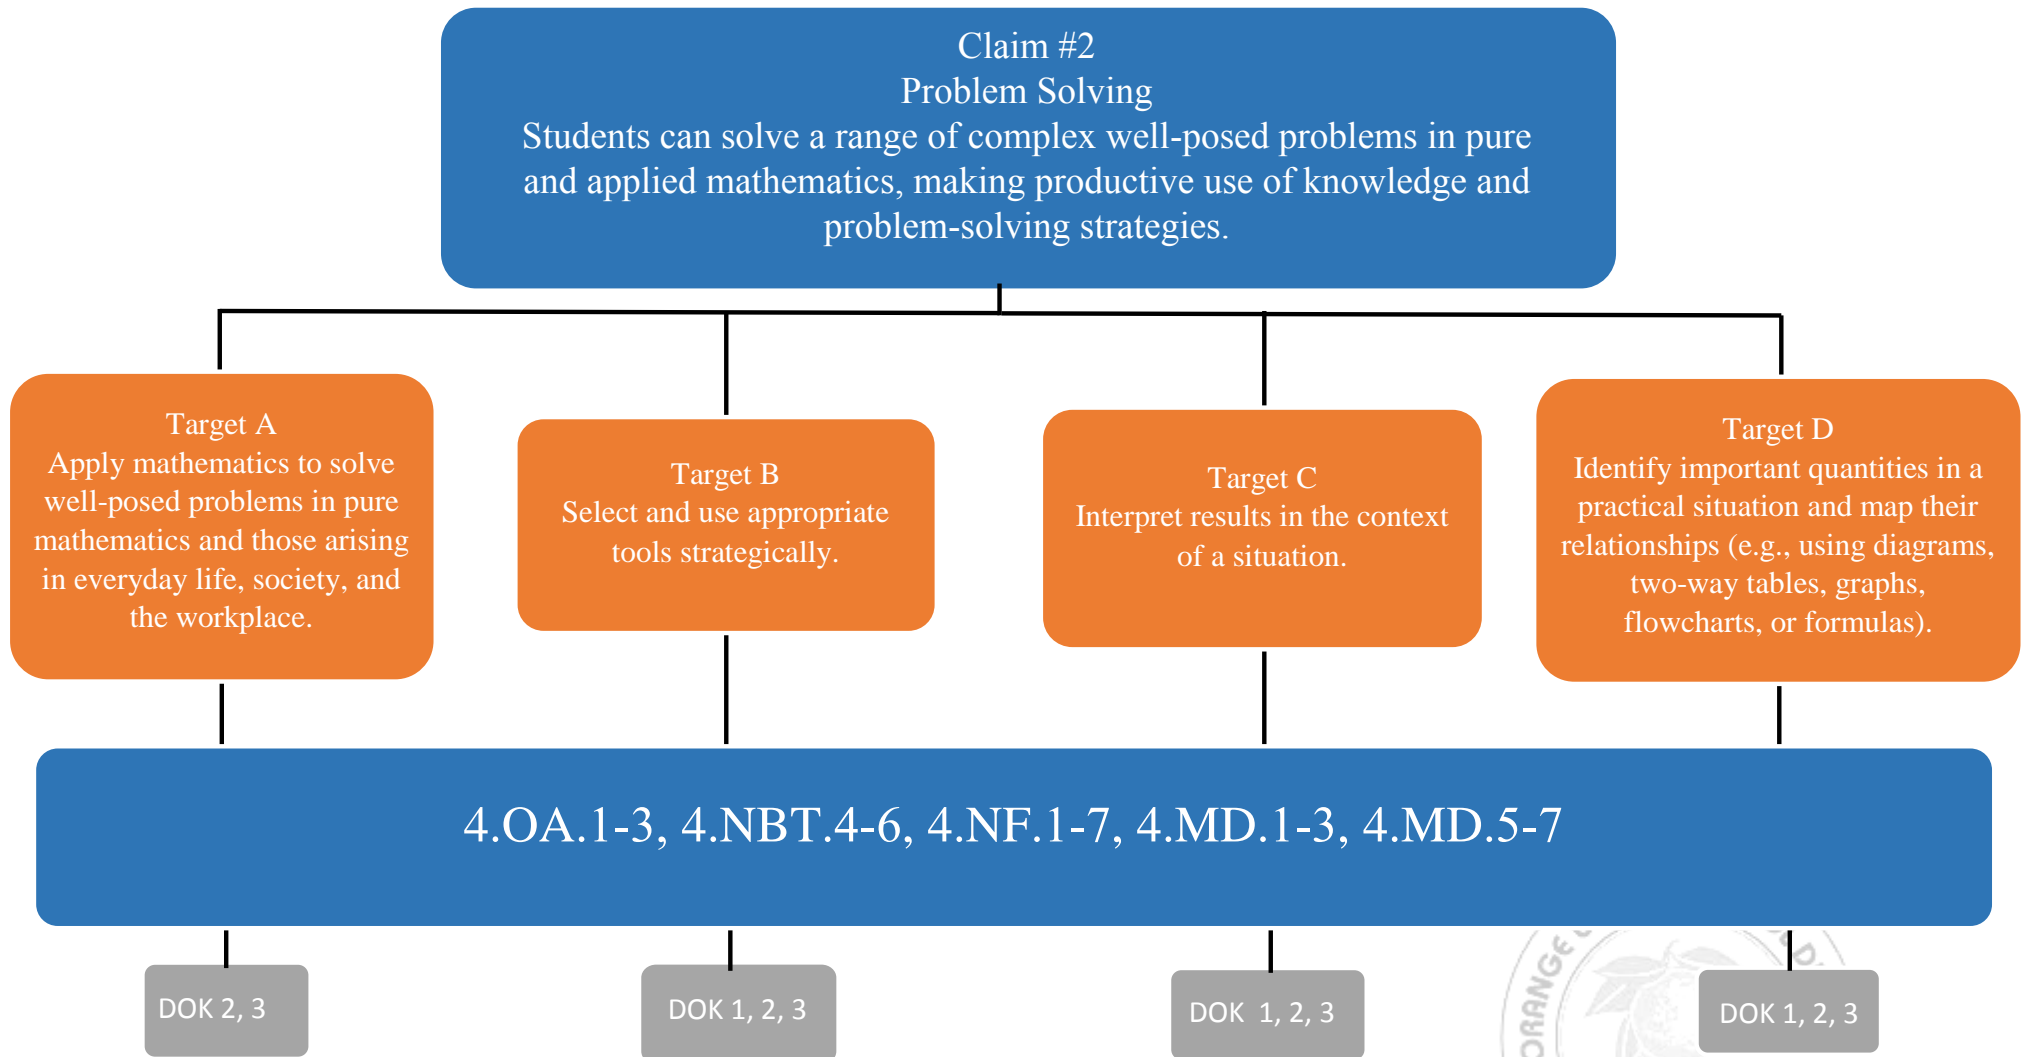 Claim #2
Problem Solving
Students can solve a range of complex well-posed problems in pure
and applied mathematics, making productive use of knowledge and
problem-solving strategies.
Target A
Apply mathematics to solve
well-posed problems in pure
mathematics and those arising
in everyday life, society, and
the workplace.
Target B
Select and use appropriate
tools strategically.
Target C
Interpret results in the context
of a situation.
Target D
Identify important quantities in a
practical situation and map their
relationships (e.g., using diagrams,
two-way tables, graphs,
flowcharts, or formulas).
4.OA.1-3, 4.NBT.4-6, 4.NF.1-7, 4.MD.1-3, 4.MD.5-7
DOK 2, 3
DOK 1, 2, 3
DOK 1, 2, 3
DOK 1, 2, 3
ORANGE